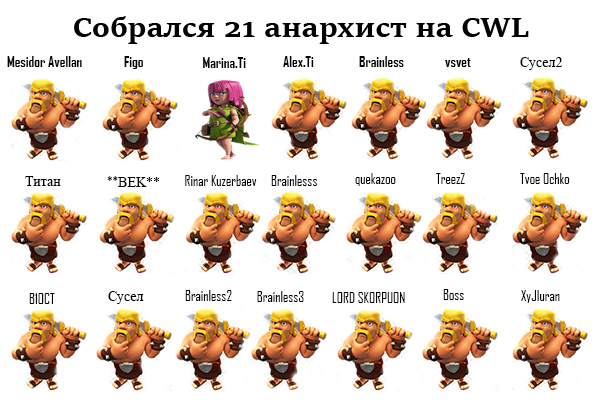 Собрался 21 анархист на CWL
Mesidor Avellan Figo Marina.Ti Alex.Ti Brainless vsvet Сусел2
Титан **ВЕК** Rinar Kuzerbaev Brainlesss quekazoo TreezZ Tvoe Ochko
BIOCT Сусел Brainless2 Brainless3 LORD SKORPUON Boss XyJluran